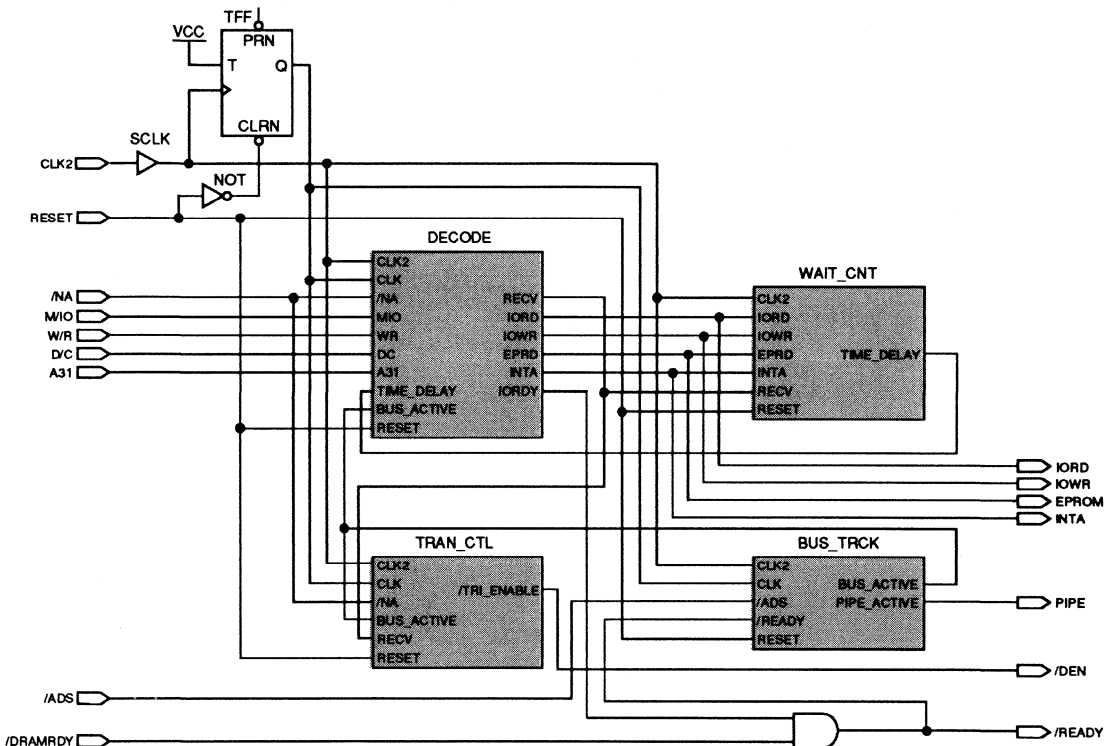 TFF
VCC
PRN
T
Q
CLRN
SCLK
CLK2
NOT
RESET
DECODE
CLK2
CLK
/NA
MIO
WR
DC
A31
TIME_DELAY
BUS_ACTIVE
RESET
RECV
IORD
IOWR
EPRD
INTA
IORDY
/NA
M/IO
W/R
D/C
A31
WAIT_CNT
CLK2
IORD
IOWR
EPRD
INTA
RECV
RESET
TIME_DELAY
IORD
IOWR
EPROM
INTA
TRAN_CTL
CLK2
CLK
/NA
BUS_ACTIVE
RECV
RESET
/TRI_ENABLE
BUS_TRCK
CLK2
CLK
/ADS
/READY
RESET
BUS_ACTIVE
PIPE_ACTIVE
PIPE
/DEN
/ADS
/DRAMRDY
/READY